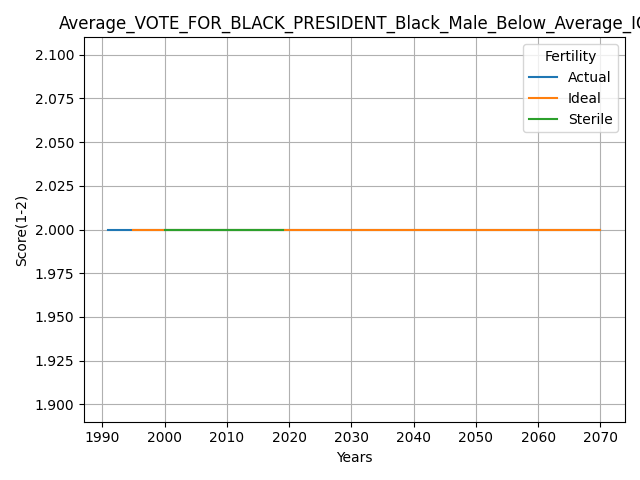 Average_VOTE_FOR_BLACK_PRESIDENT_Black_Male_Below_Average_IQ
Fertility
Actual
Ideal
Sterile
2.100
2.075
2.050
2.025
2.000
1.975
1.950
1.925
1.900
Score(1-2)
1990 2000 2010 2020 2030 2040 2050 2060 2070
Years